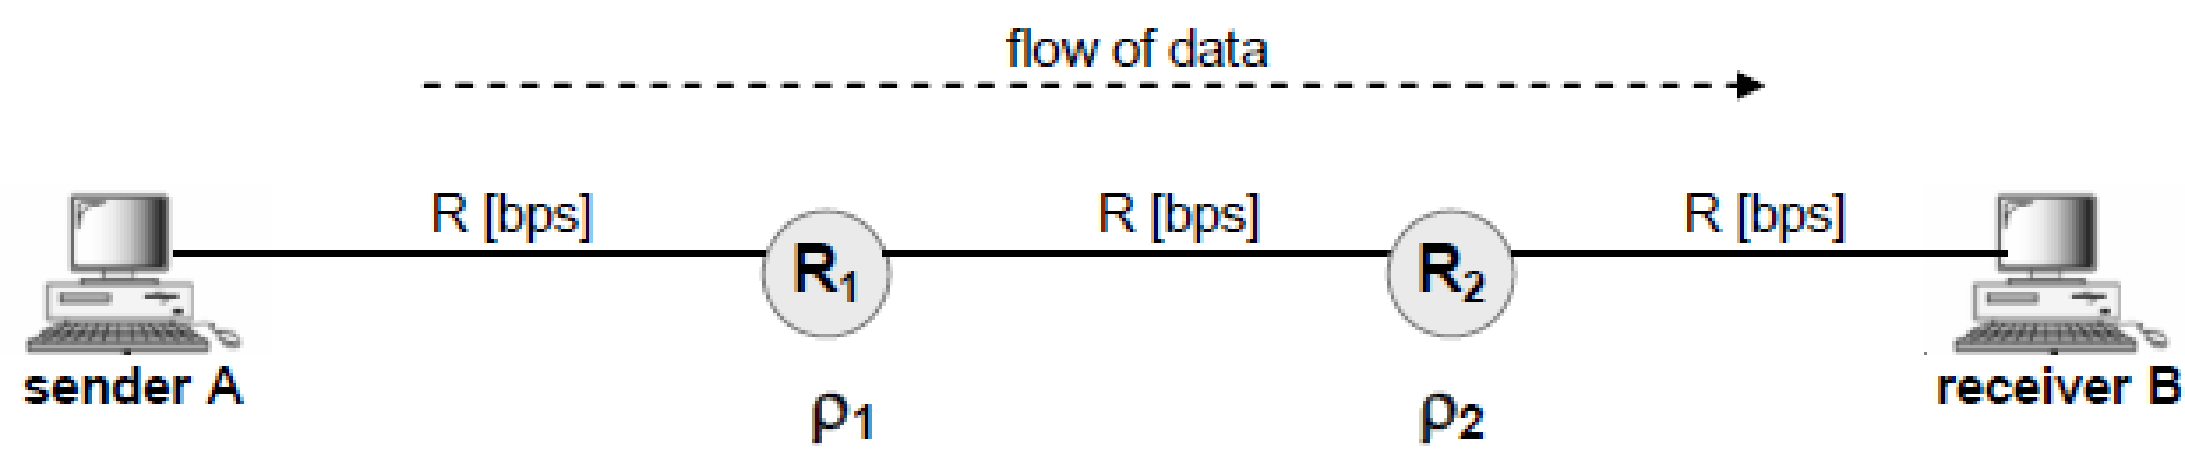 flow of data
R [bps] R [bps] R [bps]
R₁ R₂
sender A receiver B
ρ₁ ρ₂